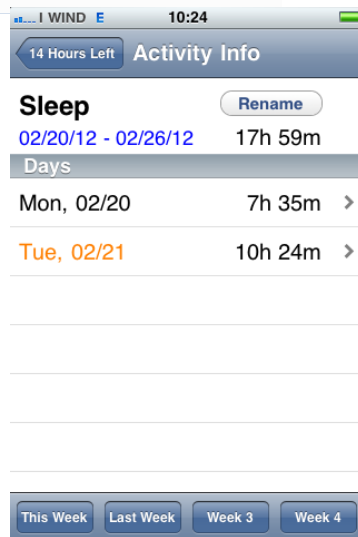 I WIND E 10:24
14 Hours Left Activity Info
Sleep Rename
02/20/12 - 02/26/12 17h 59m
Days
Mon, 02/20 7h 35m
Tue, 02/21 10h 24m
This Week Last Week Week 3 Week 4